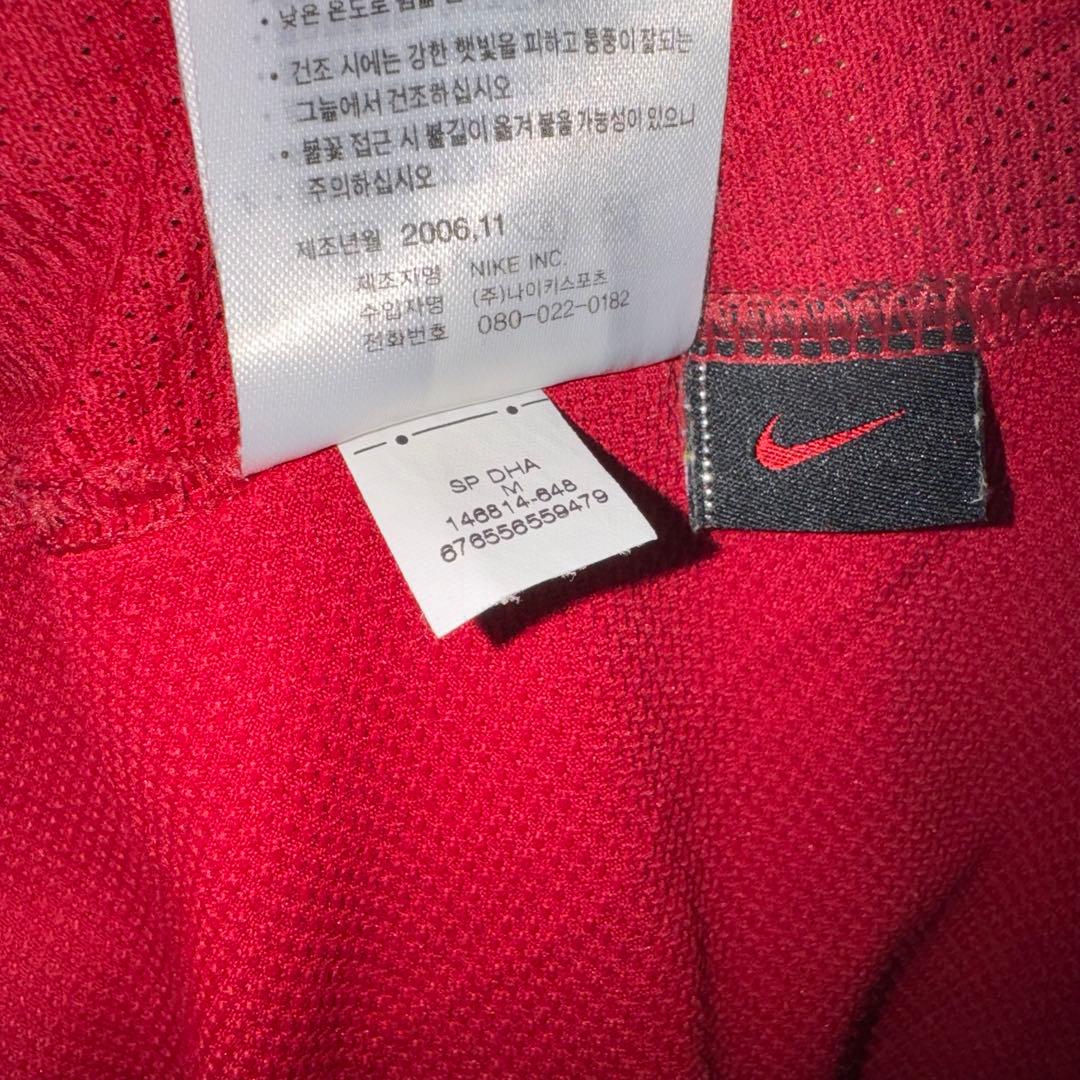 • 낮은 온도로
• 건조 시에는 강한 햇빛을 피하고 통풍이 잘되는
그늘에서 건조하십시오
• 불꽃 접근 시 불길이 옮겨 붙을 가능성이 있으니
주의하십시오
제조년월 2006.11
제조자명 NIKE INC.
수입자명 (주)나이키스포츠
전화번호 080-022-0182
SP DHA
M
146814-648
676556559479